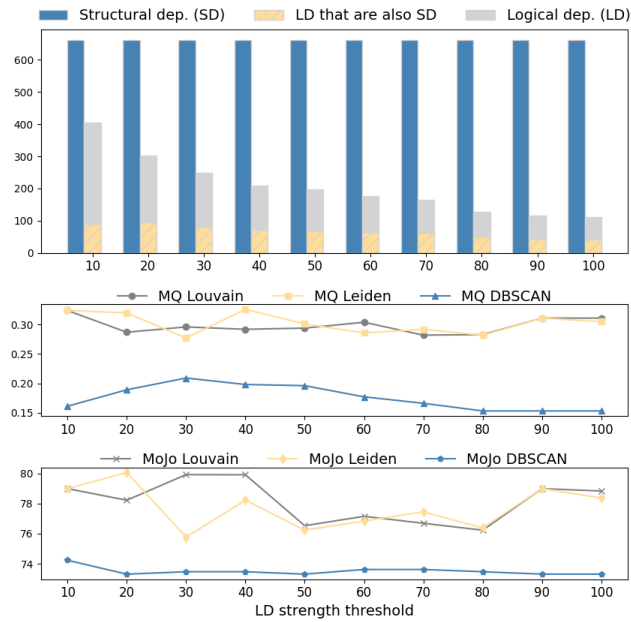 Structural dep. (SD) LD that are also SD Logical dep. (LD)
600
500
400
300
200
100
0
10 20 30 40 50 60 70 80 90 100
MQ Louvain MQ Leiden MQ DBSCAN
0.30
0.25
0.20
0.15
10 20 30 40 50 60 70 80 90 100
MoJo Louvain MoJo Leiden MoJo DBSCAN
80
78
76
74
10 20 30 40 50 60 70 80 90 100
LD strength threshold